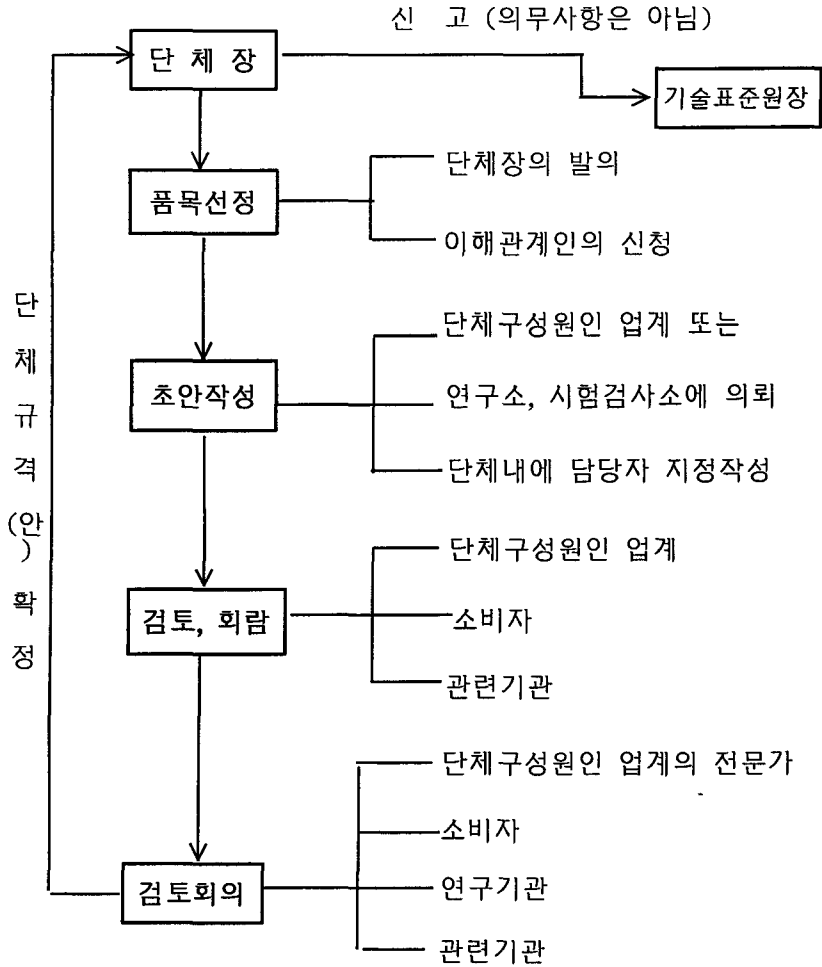 신 고 (의무사항은 아님)
단 체 장
기술표준원장
품목선정
단체장의 발의
이해관계인의 신청
초안작성
단체구성원인 업계 또는
연구소, 시험검사소에 의뢰
단체내에 담당자 지정작성
검토, 회람
단체구성원인 업계
소비자
관련기관
검토회의
단체구성원인 업계의 전문가
소비자
연구기관
관련기관
단
체
규
격
(안
)
확
정